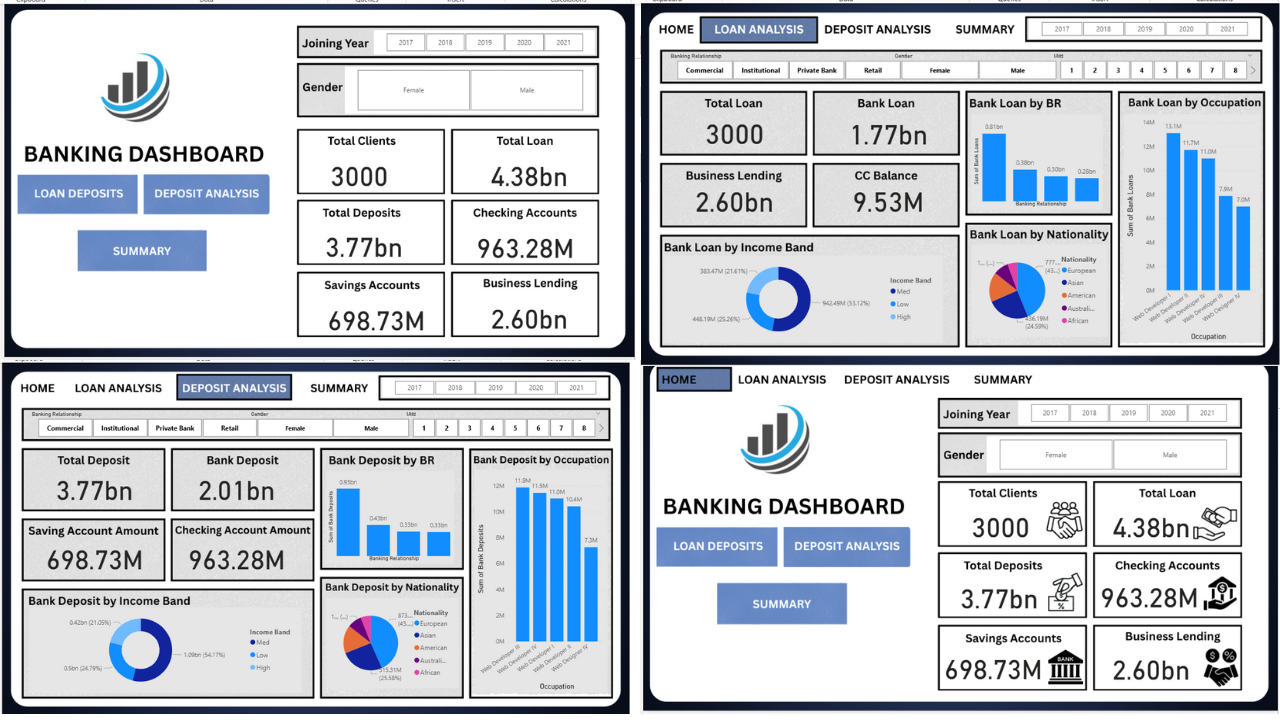 Joining Year 2017 2018 2019 2020 2021
Gender Female Male
BANKING DASHBOARD
LOAN DEPOSITS DEPOSIT ANALYSIS
SUMMARY
Total Clients
3000
Total Loan
4.38bn
Total Deposits
3.77bn
Checking Accounts
963.28M
Savings Accounts
698.73M
Business Lending
2.60bn
HOME LOAN ANALYSIS DEPOSIT ANALYSIS SUMMARY 2017 2018 2019 2020 2021
Banking Relationship Gender
Commercial Institutional Private Bank Retail Female Male 1 2 3 4 5 6 7 8
Total Loan
3000
Bank Loan
1.77bn
Business Lending
2.60bn
CC Balance
9.53M
Bank Loan by BR
Sum of Bank Loans
0.81bn
0.38bn
0.30bn
0.28bn
Banking Relationship
Bank Loan by Occupation
Sum of Bank Loans
14M
12M
10M
8M
6M
4M
2M
0M
13.1M
11.7M
11.0M
7.9M
7.0M
Web Developer I
Web Developer II
Web Developer IV
Web Developer III
Web Designer IV
Occupation
Bank Loan by Income Band
383.47M (21.61%)
448.19M (25.26%)
942.49M (53.12%)
Income Band
Med
Low
High
Bank Loan by Nationality
1... (...)
777....
(43...)
436.19M
(24.59%)
Nationality
European
Asian
American
Australi...
African
HOME LOAN ANALYSIS DEPOSIT ANALYSIS SUMMARY 2017 2018 2019 2020 2021
Banking Relationship Gender
Commercial Institutional Private Bank Retail Female Male 1 2 3 4 5 6 7 8
Total Deposit
3.77bn
Bank Deposit
2.01bn
Saving Account Amount
698.73M
Checking Account Amount
963.28M
Bank Deposit by BR
Sum of Bank Deposits
0.93bn
0.43bn
0.33bn
0.33bn
Banking Relationship
Bank Deposit by Occupation
Sum of Bank Deposits
12M
10M
8M
6M
4M
2M
0M
11.9M
11.5M
11.0M
10.4M
7.3M
Web Developer III
Web Developer IV
Web Developer I
Web Developer II
Web Designer IV
Occupation
Bank Deposit by Income Band
0.42bn (21.05%)
0.5bn (24.79%)
1.09bn (54.17%)
Income Band
Med
Low
High
Bank Deposit by Nationality
1... (...)
873....
(43...)
515.31M
(25.58%)
Nationality
European
Asian
American
Australi...
African
HOME LOAN ANALYSIS DEPOSIT ANALYSIS SUMMARY
Joining Year 2017 2018 2019 2020 2021
Gender Female Male
BANKING DASHBOARD
LOAN DEPOSITS DEPOSIT ANALYSIS
SUMMARY
Total Clients
3000
Total Loan
4.38bn
Total Deposits
3.77bn
Checking Accounts
963.28M
Savings Accounts
698.73M
BANK
Business Lending
2.60bn